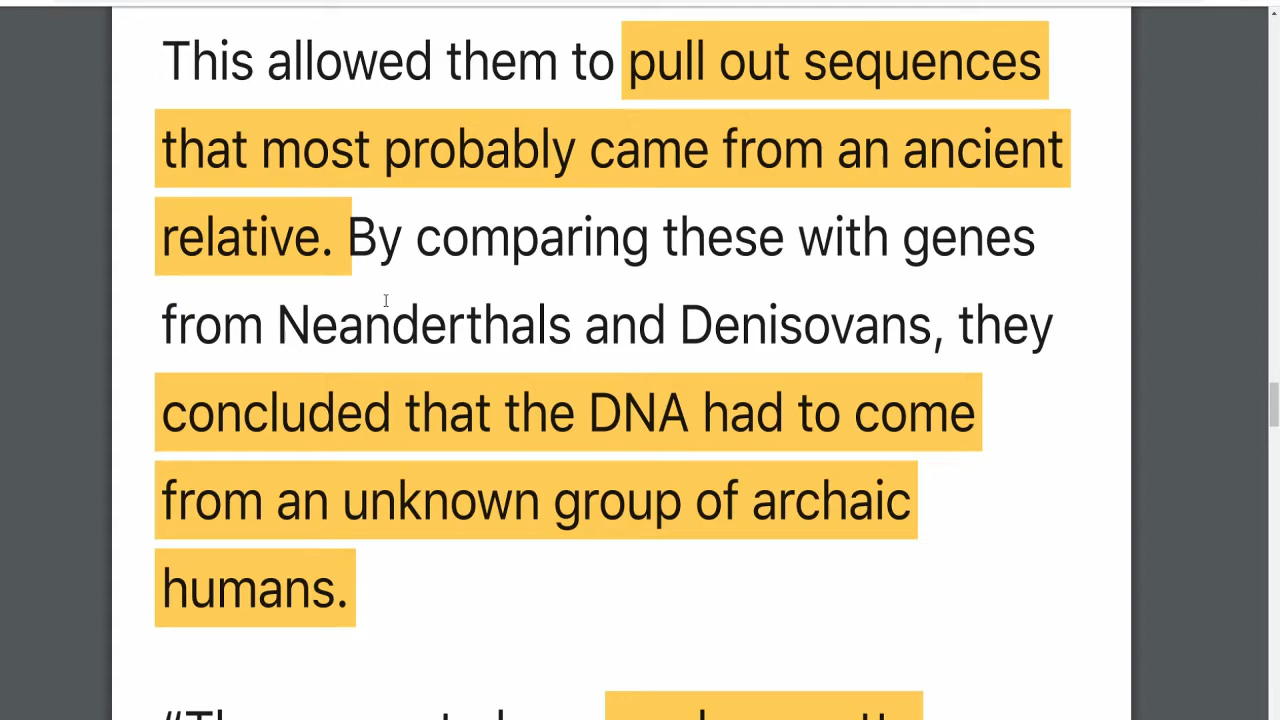 This allowed them to pull out sequences
that most probably came from an ancient
relative. By comparing these with genes
from Neanderthals and Denisovans, they
concluded that the DNA had to come
from an unknown group of archaic
humans.